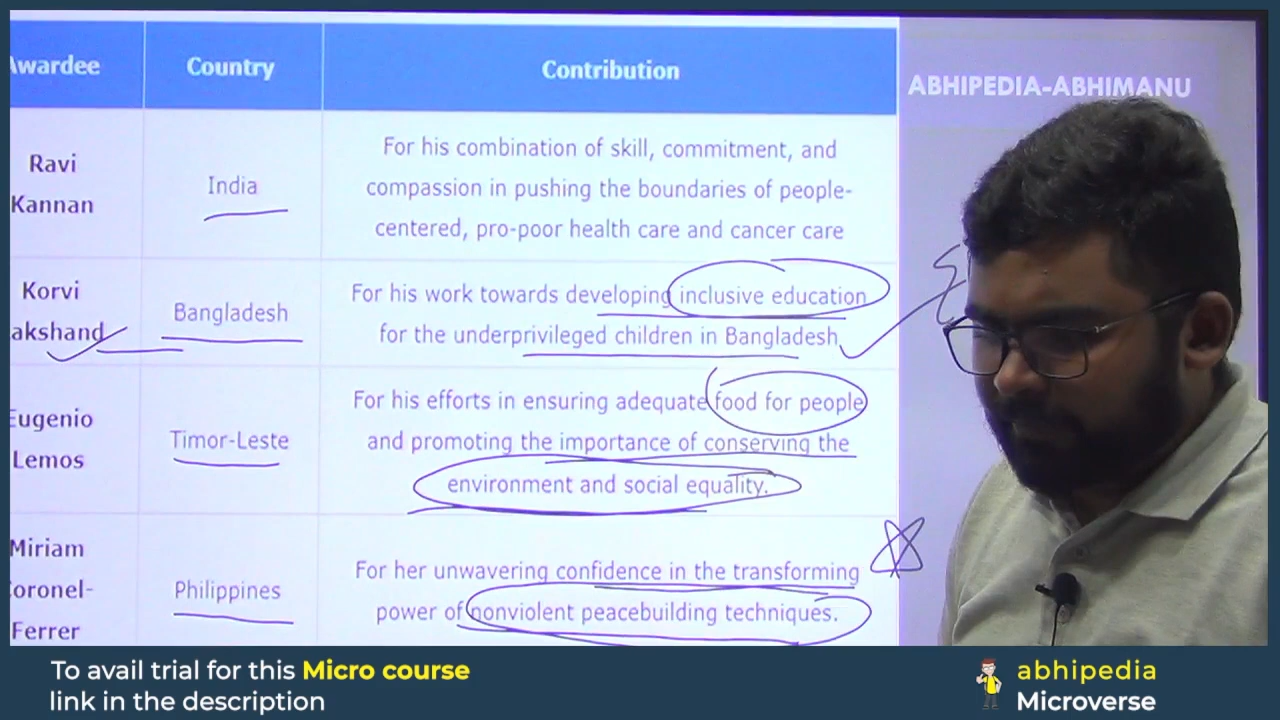 Awardee
Country
Contribution
ABHIPEDIA-ABHIMANU
Ravi
Kannan
India
For his combination of skill, commitment, and
compassion in pushing the boundaries of people-
centered, pro-poor health care and cancer care
Korvi
akshand
Bangladesh
For his work towards developing inclusive education
for the underprivileged children in Bangladesh
Eugenio
Lemos
Timor-Leste
For his efforts in ensuring adequate food for people
and promoting the importance of conserving the
environment and social equality.
Miriam
oronel-
Ferrer
Philippines
For her unwavering confidence in the transforming
power of nonviolent peacebuilding techniques.
To avail trial for this Micro course
link in the description
abhipedia
Microverse